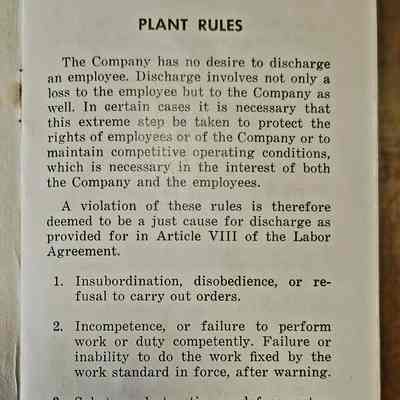 PLANT RULES
The Company has no desire to discharge
an employee. Discharge involves not only a
loss to the employee but to the Company as
well. In certain cases it is necessary that
this extreme step be taken to protect the
rights of employees or of the Company or to
maintain competitive operating conditions,
which is necessary in the interest of both
the Company and the employees.
A violation of these rules is therefore
deemed to be a just cause for discharge as
provided for in Article VIII of the Labor
Agreement.
1. Insubordination, disobedience, or re-
fusal to carry out orders.
2. Incompetence, or failure to perform
work or duty competently. Failure or
inability to do the work fixed by the
work standard in force, after warning.